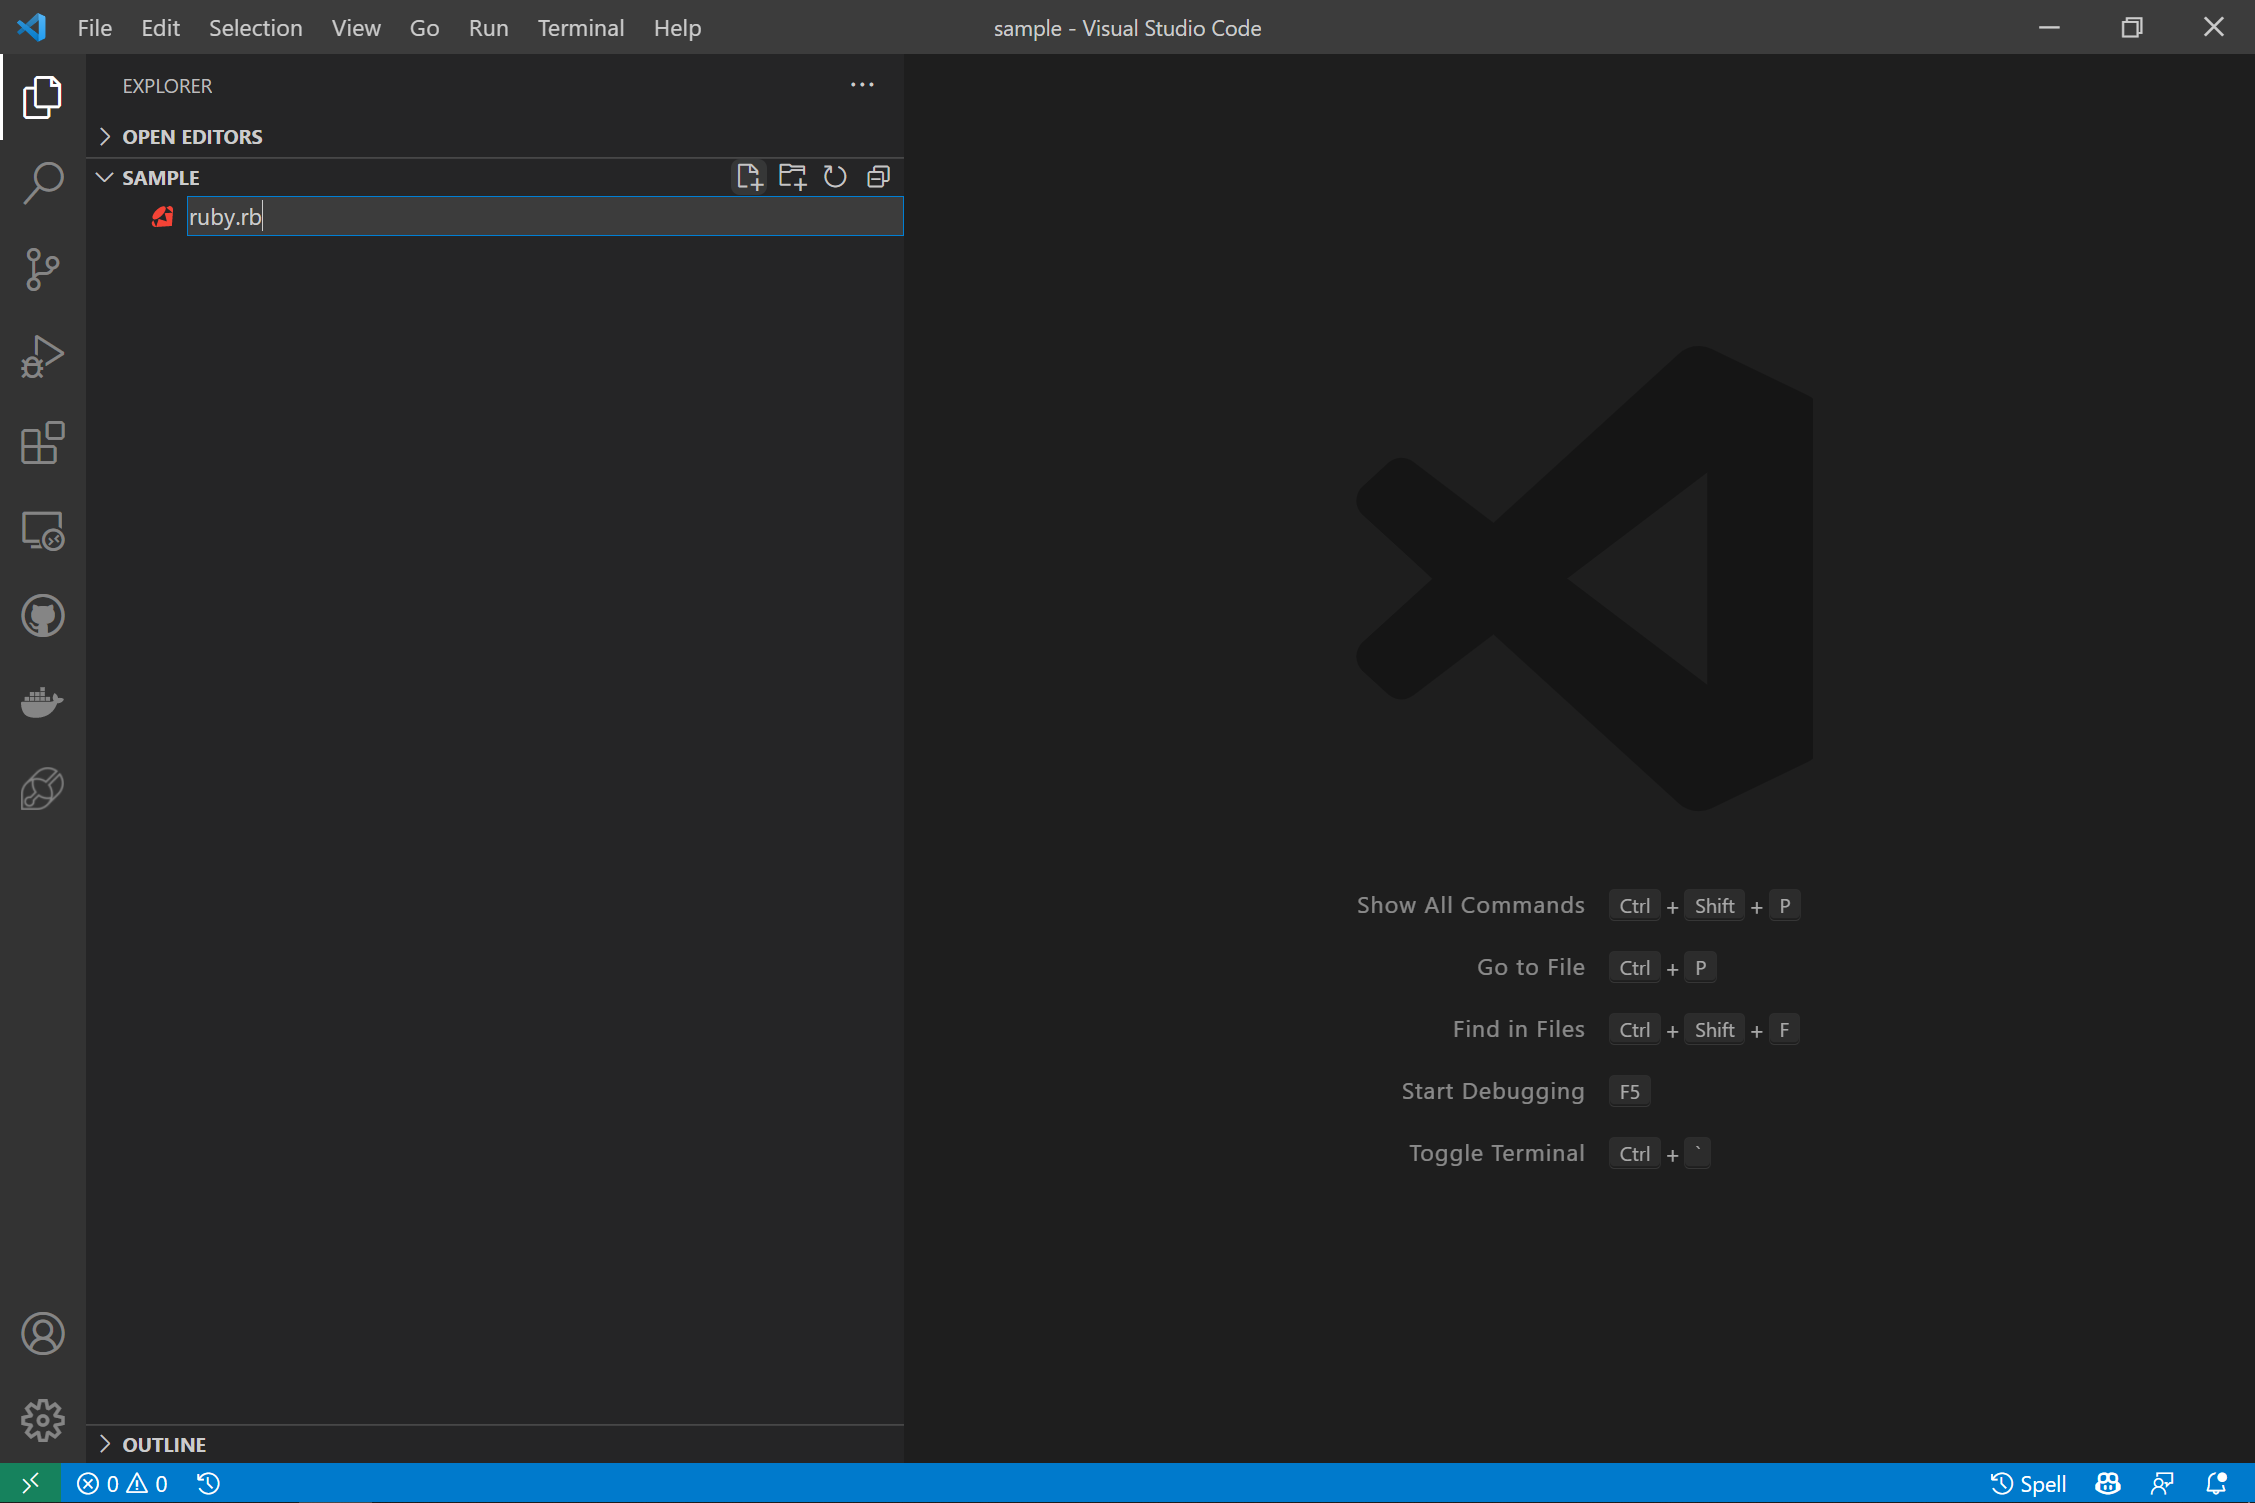 File Edit Selection View Go Run Terminal Help
sample - Visual Studio Code
EXPLORER
OPEN EDITORS
SAMPLE
ruby.rb
Show All Commands Ctrl + Shift + P
Go to File Ctrl + P
Find in Files Ctrl + Shift + F
Start Debugging F5
Toggle Terminal Ctrl + `
OUTLINE
0 0
Spell